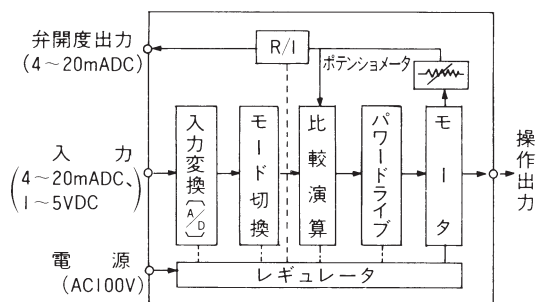 弁開度出力
(4～20mADC)
R/I
ポテンショメータ
入力
(4～20mADC、
1～5VDC)
入力変換(A/D)
モード切換
比較演算
パワードライブ
モータ
操作出力
電源
(AC100V)
レギュレータ